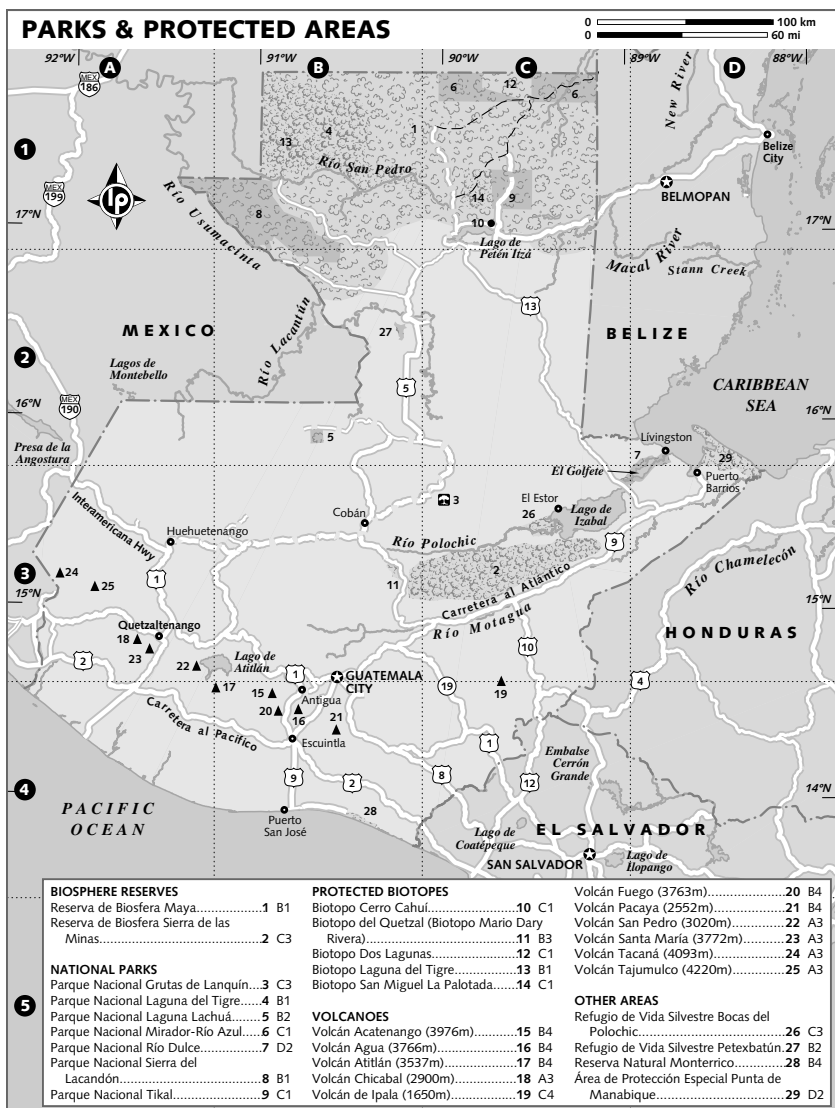 PARKS & PROTECTED AREAS
0 100 km
0 60 mi
92°W
A
91°W
B
90°W
C
89°W
D
88°W
MEX
186
6
12
6
New River
1
13
4
1
Río San Pedro
Belize
City
MEX
199
lp
BELMOPAN
14
9
8
Río Usumacinta
17°N
10
17°N
Lago de
Petén Itzá
Macal River
Stann Creek
13
MEXICO
Río Lacantún
27
BELIZE
2
Lagos de
Montebello
5
CARIBBEAN
SEA
16°N
MEX
190
16°N
5
Lívingston
7
29
Presa de la
Angostura
El Golfete
Puerto
Barrios
3
El Estor
Lago de
Izabal
26
Cobán
Interamericana Hwy
Huehuetenango
Río Polochic
9
Río Chamelecón
3
24
25
1
11
2
Carretera al Atlántico
15°N
15°N
Río Motagua
Quetzaltenango
18
23
HONDURAS
10
2
22
Lago de
Atitlán
1
GUATEMALA
CITY
17
15
Antigua
19
19
4
20
16
21
Carretera al Pacífico
Escuintla
1
Embalse
Cerrón
Grande
9
2
8
12
4
14°N
PACIFIC
OCEAN
Puerto
San José
28
Lago de
Coatépeque
EL SALVADOR
SAN SALVADOR
Lago de
Ilopango
5
BIOSPHERE RESERVES
Reserva de Biosfera Maya....................1 B1
Reserva de Biosfera Sierra de las
Minas..............................................2 C3
NATIONAL PARKS
Parque Nacional Grutas de Lanquín..3 C3
Parque Nacional Laguna del Tigre......4 B1
Parque Nacional Laguna Lachuá........5 B2
Parque Nacional Mirador-Río Azul.....6 C1
Parque Nacional Río Dulce.................7 D2
Parque Nacional Sierra del
Lacandón........................................8 B1
Parque Nacional Tikal.........................9 C1
PROTECTED BIOTOPES
Biotopo Cerro Cahuí.....................10 C1
Biotopo del Quetzal (Biotopo Mario Dary
Rivera)......................................11 B3
Biotopo Dos Lagunas....................12 C1
Biotopo Laguna del Tigre..............13 B1
Biotopo San Miguel La Palotada...14 C1
VOLCANOES
Volcán Acatenango (3976m).........15 B4
Volcán Agua (3766m)...................16 B4
Volcán Atitlán (3537m).................17 B4
Volcán Chicabal (2900m)..............18 A3
Volcán de Ipala (1650m)...............19 C4
Volcán Fuego (3763m)..................20 B4
Volcán Pacaya (2552m).................21 B4
Volcán San Pedro (3020m)............22 A3
Volcán Santa María (3772m).........23 A3
Volcán Tacaná (4093m).................24 A3
Volcán Tajumulco (4220m)............25 A3
OTHER AREAS
Refugio de Vida Silvestre Bocas del
Polochic....................................26 C3
Refugio de Vida Silvestre Petexbatún.27 B2
Reserva Natural Monterrico..........28 B4
Área de Protección Especial Punta de
Manabique................................29 D2